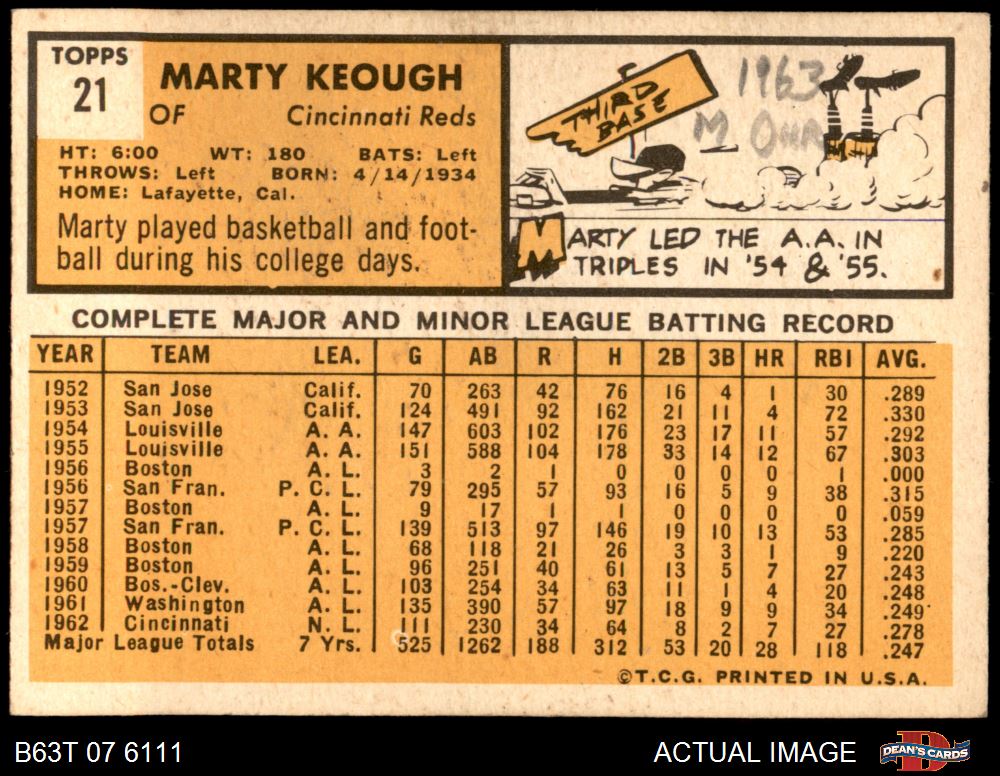 TOPPS
21
MARTY KEOUGH
OF Cincinnati Reds
HT: 6:00 WT: 180 BATS: Left
THROWS: Left BORN: 4/14/1934
HOME: Lafayette, Cal.
Marty played basketball and foot-
ball during his college days.
THIRD
BASE
1963
M
MARTY LED THE A.A. IN
TRIPLES IN '54 & '55.
COMPLETE MAJOR AND MINOR LEAGUE BATTING RECORD
YEAR TEAM LEA. G AB R H 2B 3B HR RBI AVG.
1952 San Jose Calif. 70 263 42 76 16 4 1 30 .289
1953 San Jose Calif. 124 491 92 162 21 11 4 72 .330
1954 Louisville A. A. 147 603 102 176 23 17 11 57 .292
1955 Louisville A. A. 151 588 104 178 33 14 12 67 .303
1956 Boston A. L. 3 2 1 0 0 0 0 1 .000
1956 San Fran. P. C. L. 79 295 57 93 16 5 9 38 .315
1957 Boston A. L. 9 17 1 1 0 0 0 0 .059
1957 San Fran. P. C. L. 139 513 97 146 19 10 13 53 .285
1958 Boston A. L. 68 118 21 26 3 3 1 9 .220
1959 Boston A. L. 96 251 40 61 13 5 7 27 .243
1960 Bos.-Clev. A. L. 103 254 34 63 11 1 4 20 .248
1961 Washington A. L. 135 390 57 97 18 9 9 34 .249
1962 Cincinnati N. L. 111 230 34 64 8 2 7 27 .278
Major League Totals 7 Yrs. 525 1262 188 312 53 20 28 118 .247
©T.C.G. PRINTED IN U.S.A.
B63T 07 6111
ACTUAL IMAGE
DEAN'S CARDS